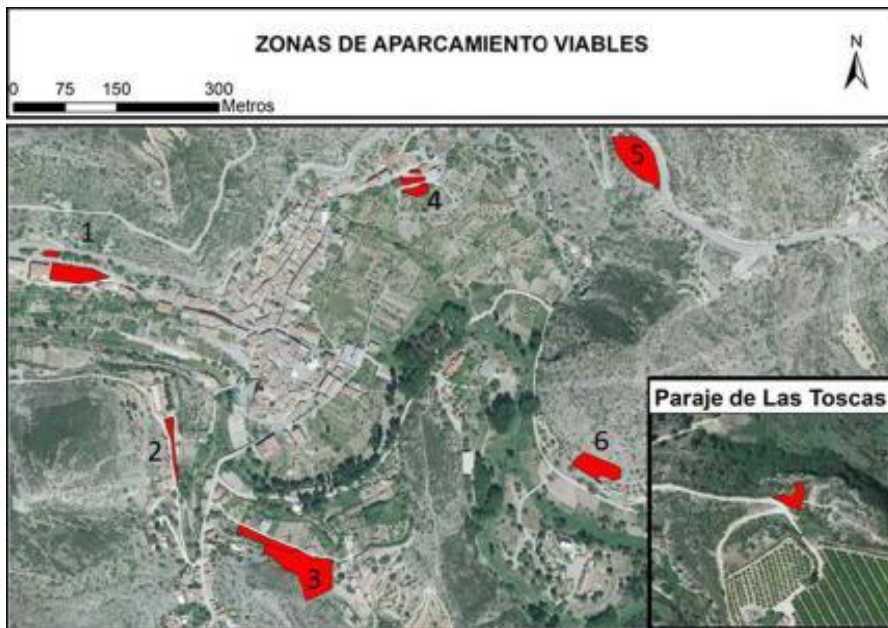 ZONAS DE APARCAMIENTO VIABLES
N
0 75 150 300
Metros
1
4
5
2
6
3
Paraje de Las Toscas